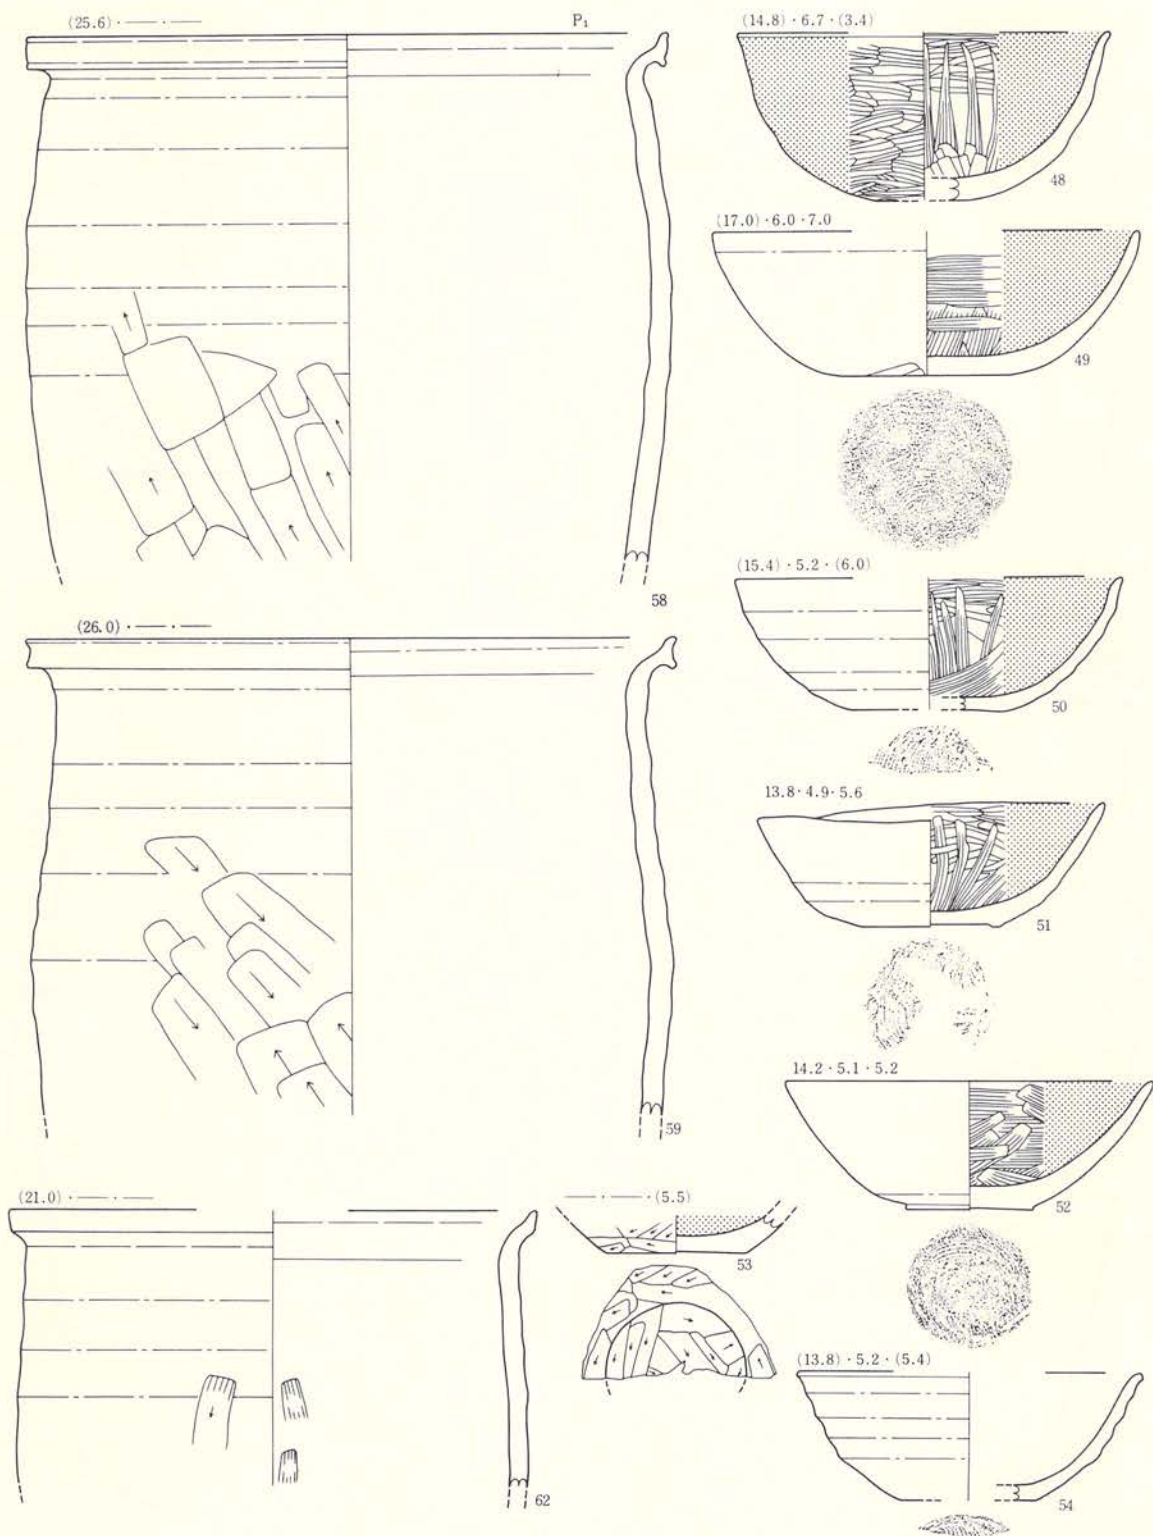 (25.6) · — · —
P₁
58
(26.0) · — · —
59
(21.0) · — · —
62
(14.8) · 6.7 · (3.4)
48
(17.0) · 6.0 · 7.0
49
(15.4) · 5.2 · (6.0)
50
13.8 · 4.9 · 5.6
51
14.2 · 5.1 · 5.2
52
— · — · (5.5)
53
(13.8) · 5.2 · (5.4)
54